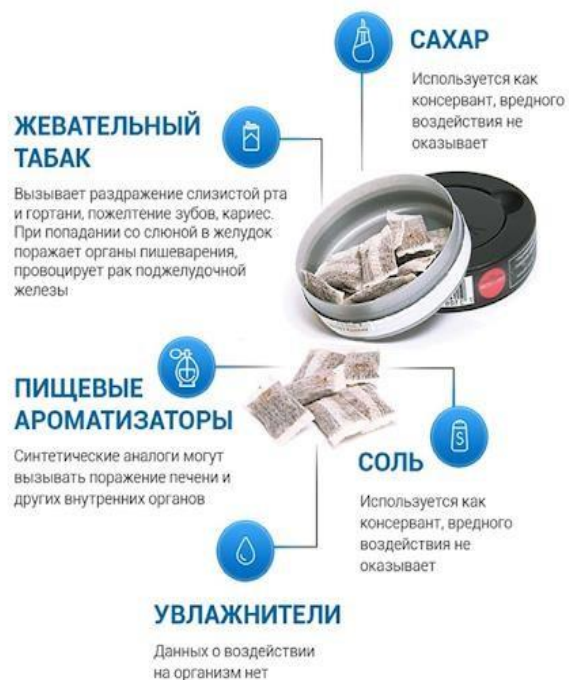 САХАР
Используется как
консервант, вредного
воздействия не
оказывает
ЖЕВАТЕЛЬНЫЙ
ТАБАК
Вызывает раздражение слизистой рта
и гортани, пожелтение зубов, кариес.
При попадании со слюной в желудок
поражает органы пишеварения,
провоцирует рак поджелудочной
железы
ПИЩЕВЫЕ
АРОМАТИЗАТОРЫ
Синтетические аналоги могут
вызывать поражение печени и
других внутренних органов
S
СОЛЬ
Используется как
консервант, вредного
воздействия не
оказывает
УВЛАЖНИТЕЛИ
Данных о воздействии
на организм нет